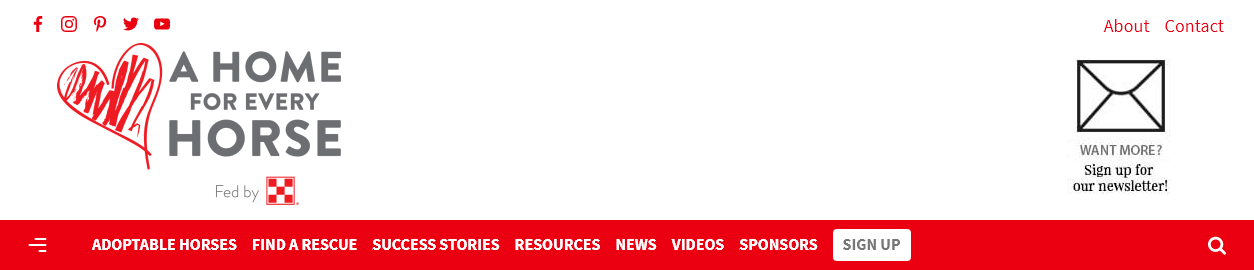 About Contact
A HOME
FOR EVERY
HORSE
Fed by
WANT MORE?
Sign up for
our newsletter!
ADOPTABLE HORSES FIND A RESCUE SUCCESS STORIES RESOURCES NEWS VIDEOS SPONSORS SIGN UP